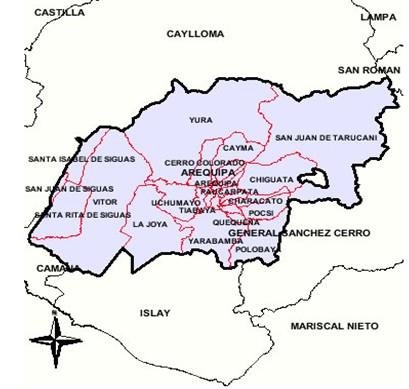 CASTILLA
LAMPA
CAYLLOMA
SAN ROMAN
YURA
SAN JUAN DE TARUCANI
CAYMA
SANTA ISABEL DE SIGUAS
CERRO COLORADO
AREQUIPA
CHIGUATA
AREQUIPA
SAN JUAN DE SIGUAS
PAUCARPATA
VITOR
UCHUMAYO
CHARACATO
TIABAYA
POCSI
SANTA RITA DE SIGUAS
LA JOYA
QUEQUEÑA
GENERAL SANCHEZ CERRO
YARABAMBA
POLOBAY
CAMANA
ISLAY
N
MARISCAL NIETO